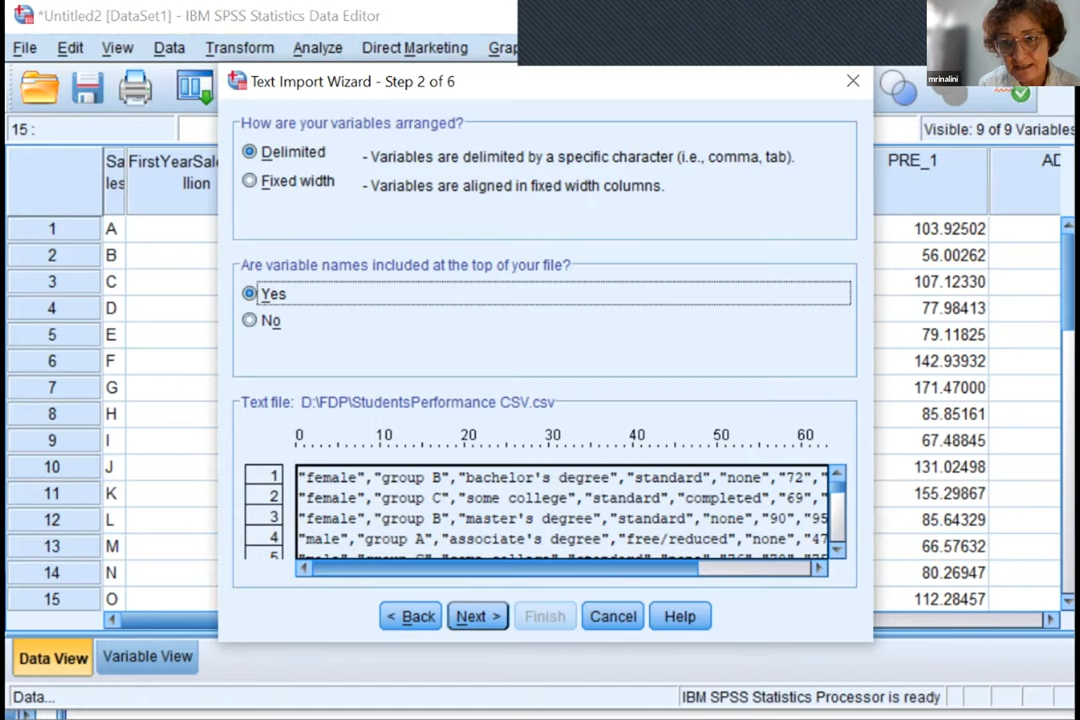 *Untitled2 [DataSet1] - IBM SPSS Statistics Data Editor
File Edit View Data Transform Analyze Direct Marketing
mrinalini
Text Import Wizard - Step 2 of 6
15 :
Visible: 9 of 9 Variables
How are your variables arranged?
Delimited - Variables are delimited by a specific character (i.e., comma, tab).
Fixed width - Variables are aligned in fixed width columns.
Are variable names included at the top of your file?
Yes
No
Text file: D:\FDP\StudentsPerformance CSV.csv
0 10 20 30 40 50 60
1 "female","group B","bachelor's degree","standard","none","72","
2 "female","group C","some college","standard","completed","69","
3 "female","group B","master's degree","standard","none","90","95
4 "male","group A","associate's degree","free/reduced","none","47
5
< Back Next > Finish Cancel Help
Sa FirstYearSale PRE_1 AD
les llion
1 A 103.92502
2 B 56.00262
3 C 107.12330
4 D 77.98413
5 E 79.11825
6 F 142.93932
7 G 171.47000
8 H 85.85161
9 I 67.48845
10 J 131.02498
11 K 155.29867
12 L 85.64329
13 M 66.57632
14 N 80.26947
15 O 112.28457
Data View Variable View
Data... IBM SPSS Statistics Processor is ready